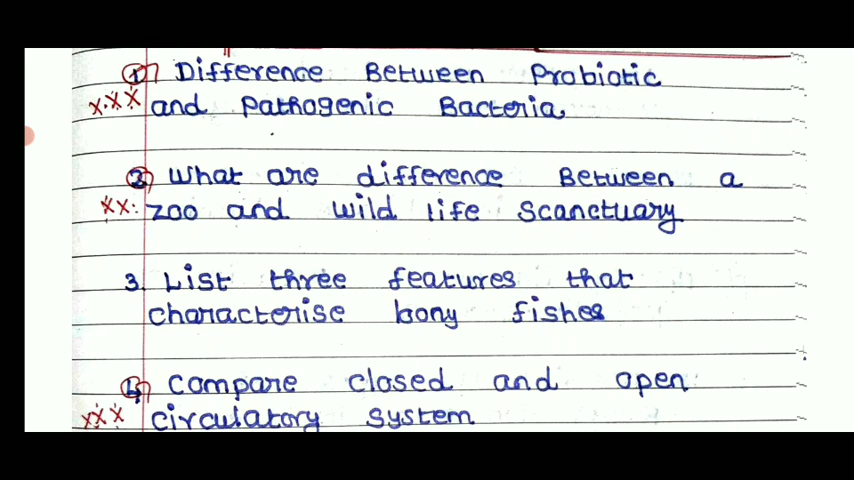 1) Difference Between Probiotic
x.x x and pathogenic Bacteria,
2) What are difference Between a
xx: zoo and wild life Scanctuary
3. List three features that
characterise bony fishes
4) compare closed and open
xx x circulatory system